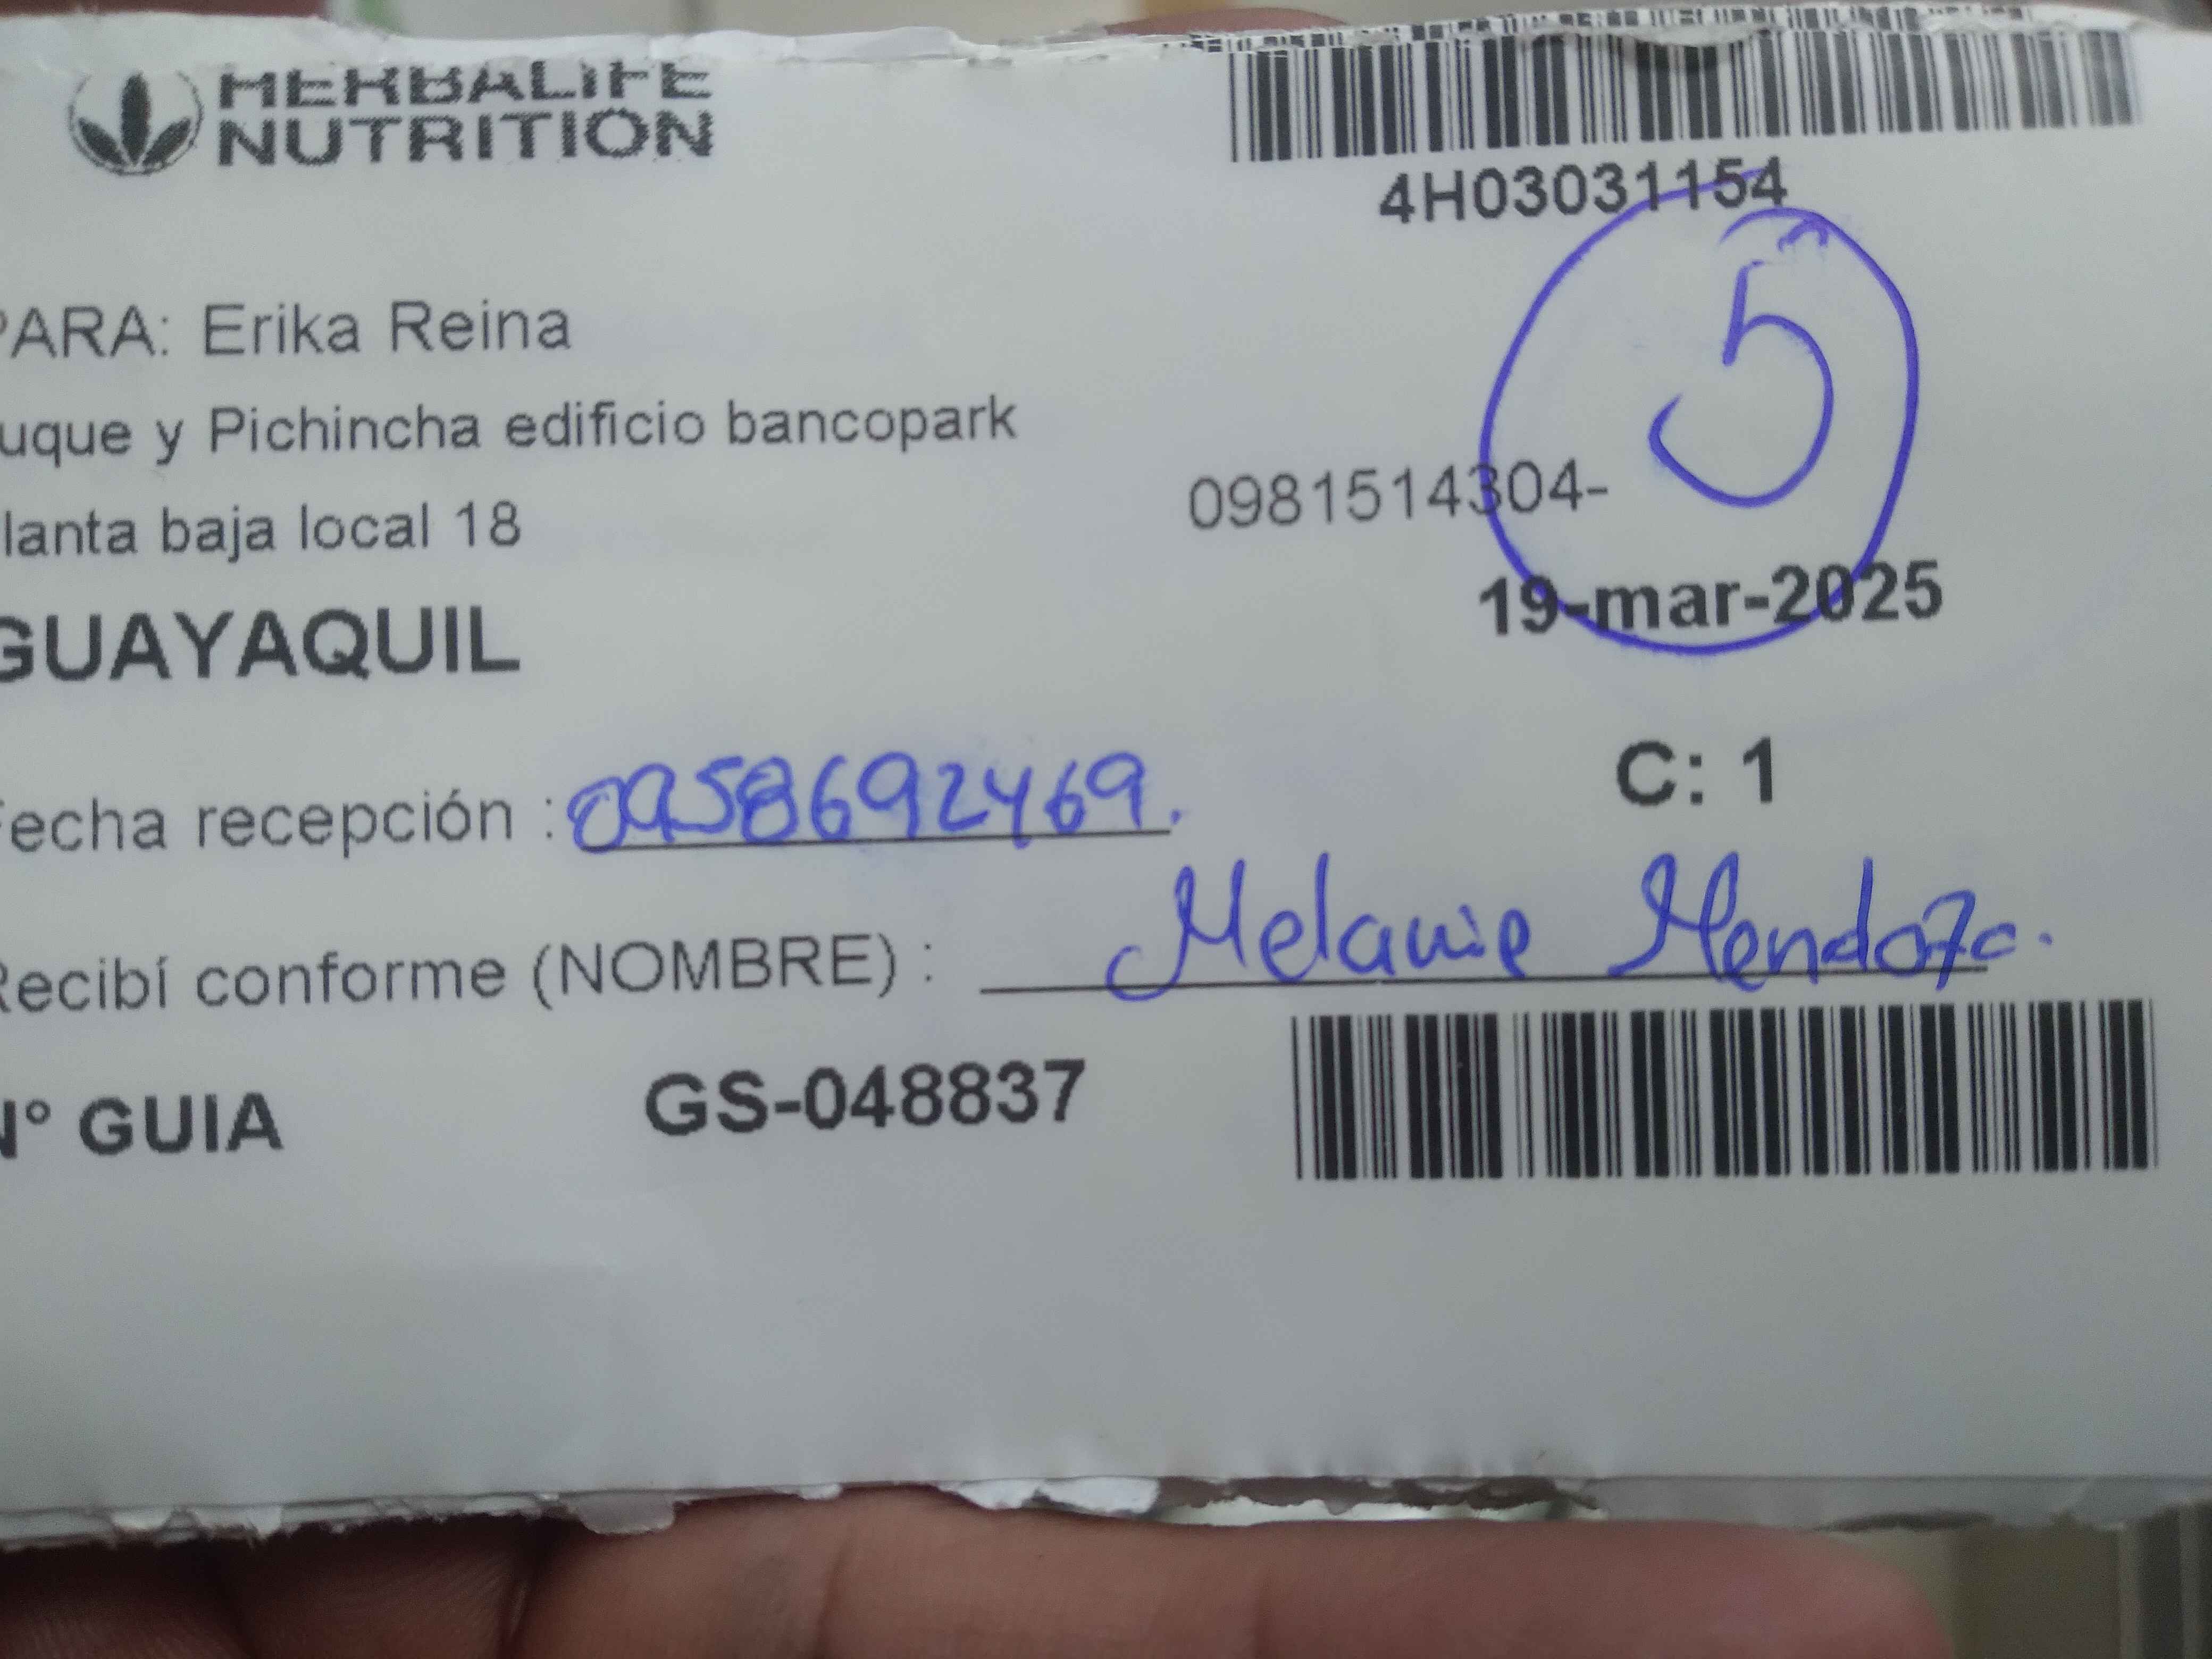 HERBALIFE
NUTRITION
4H03031154
5
PARA: Erika Reina
uque y Pichincha edificio bancopark
0981514304-
lanta baja local 18
19-mar-2025
GUAYAQUIL
C: 1
Fecha recepción : 0958692469.
Recibí conforme (NOMBRE) : Melanie Mendoza.
N° GUIA GS-048837